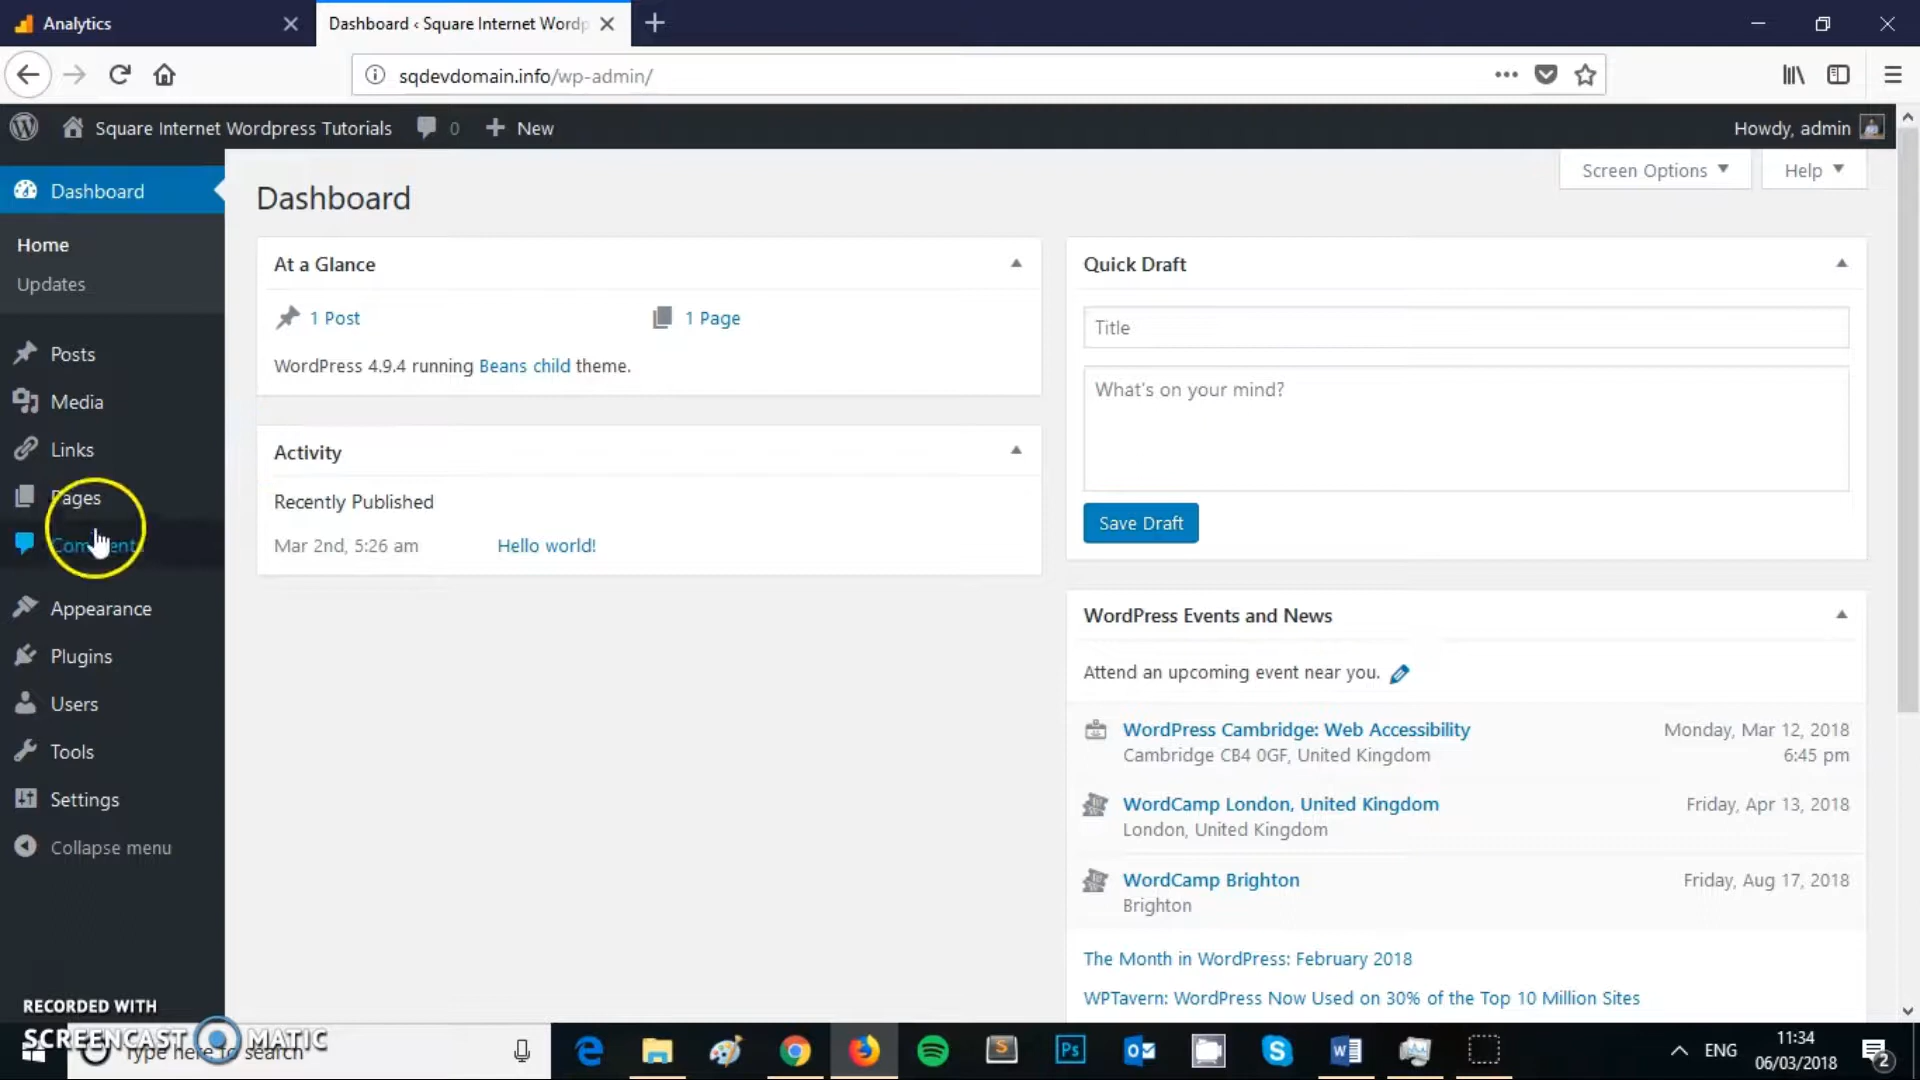 Analytics
Dashboard ‹ Square Internet Wordp
sqdevdomain.info/wp-admin/
Square Internet Wordpress Tutorials
0
New
Howdy, admin
Dashboard
Home
Updates
Posts
Media
Links
Pages
Comments
Appearance
Plugins
Users
Tools
Settings
Collapse menu
Screen Options
Help
Dashboard
At a Glance
1 Post
1 Page
WordPress 4.9.4 running Beans child theme.
Activity
Recently Published
Mar 2nd, 5:26 am Hello world!
Quick Draft
Title
What's on your mind?
Save Draft
WordPress Events and News
Attend an upcoming event near you.
WordPress Cambridge: Web Accessibility Monday, Mar 12, 2018
Cambridge CB4 0GF, United Kingdom 6:45 pm
WordCamp London, United Kingdom Friday, Apr 13, 2018
London, United Kingdom
WordCamp Brighton Friday, Aug 17, 2018
Brighton
The Month in WordPress: February 2018
WPTavern: WordPress Now Used on 30% of the Top 10 Million Sites
RECORDED WITH
SCREENCAST MATIC
Type here to search
S
Ps
ENG
11:34
06/03/2018
2